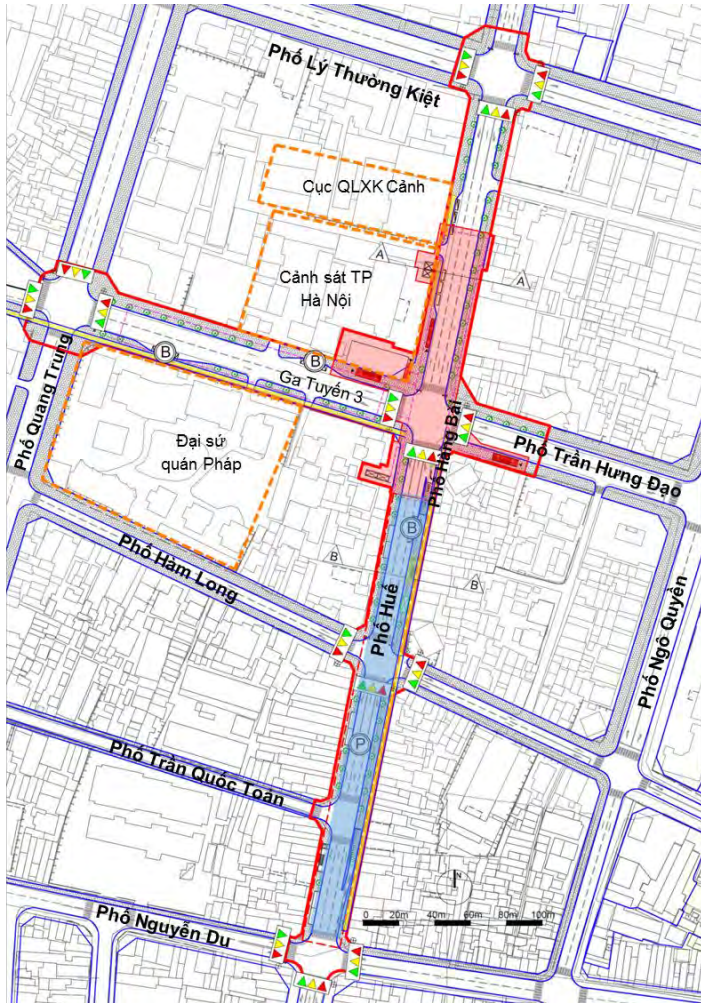 Phố Lý Thường Kiệt
Cục QLXK Cảnh
A
A
Cảnh sát TP
Hà Nội
B
B
Ga Tuyến 3
Phố Quang Trung
Phố Hàng Bài
Phố Trần Hưng Đạo
Đại sứ
quán Pháp
B
Phố Hàm Long
B
B
Phố Huế
Phố Ngô Quyền
P
Phố Trần Quốc Toản
N
0 20m 40m 60m 80m 100m
Phố Nguyễn Du